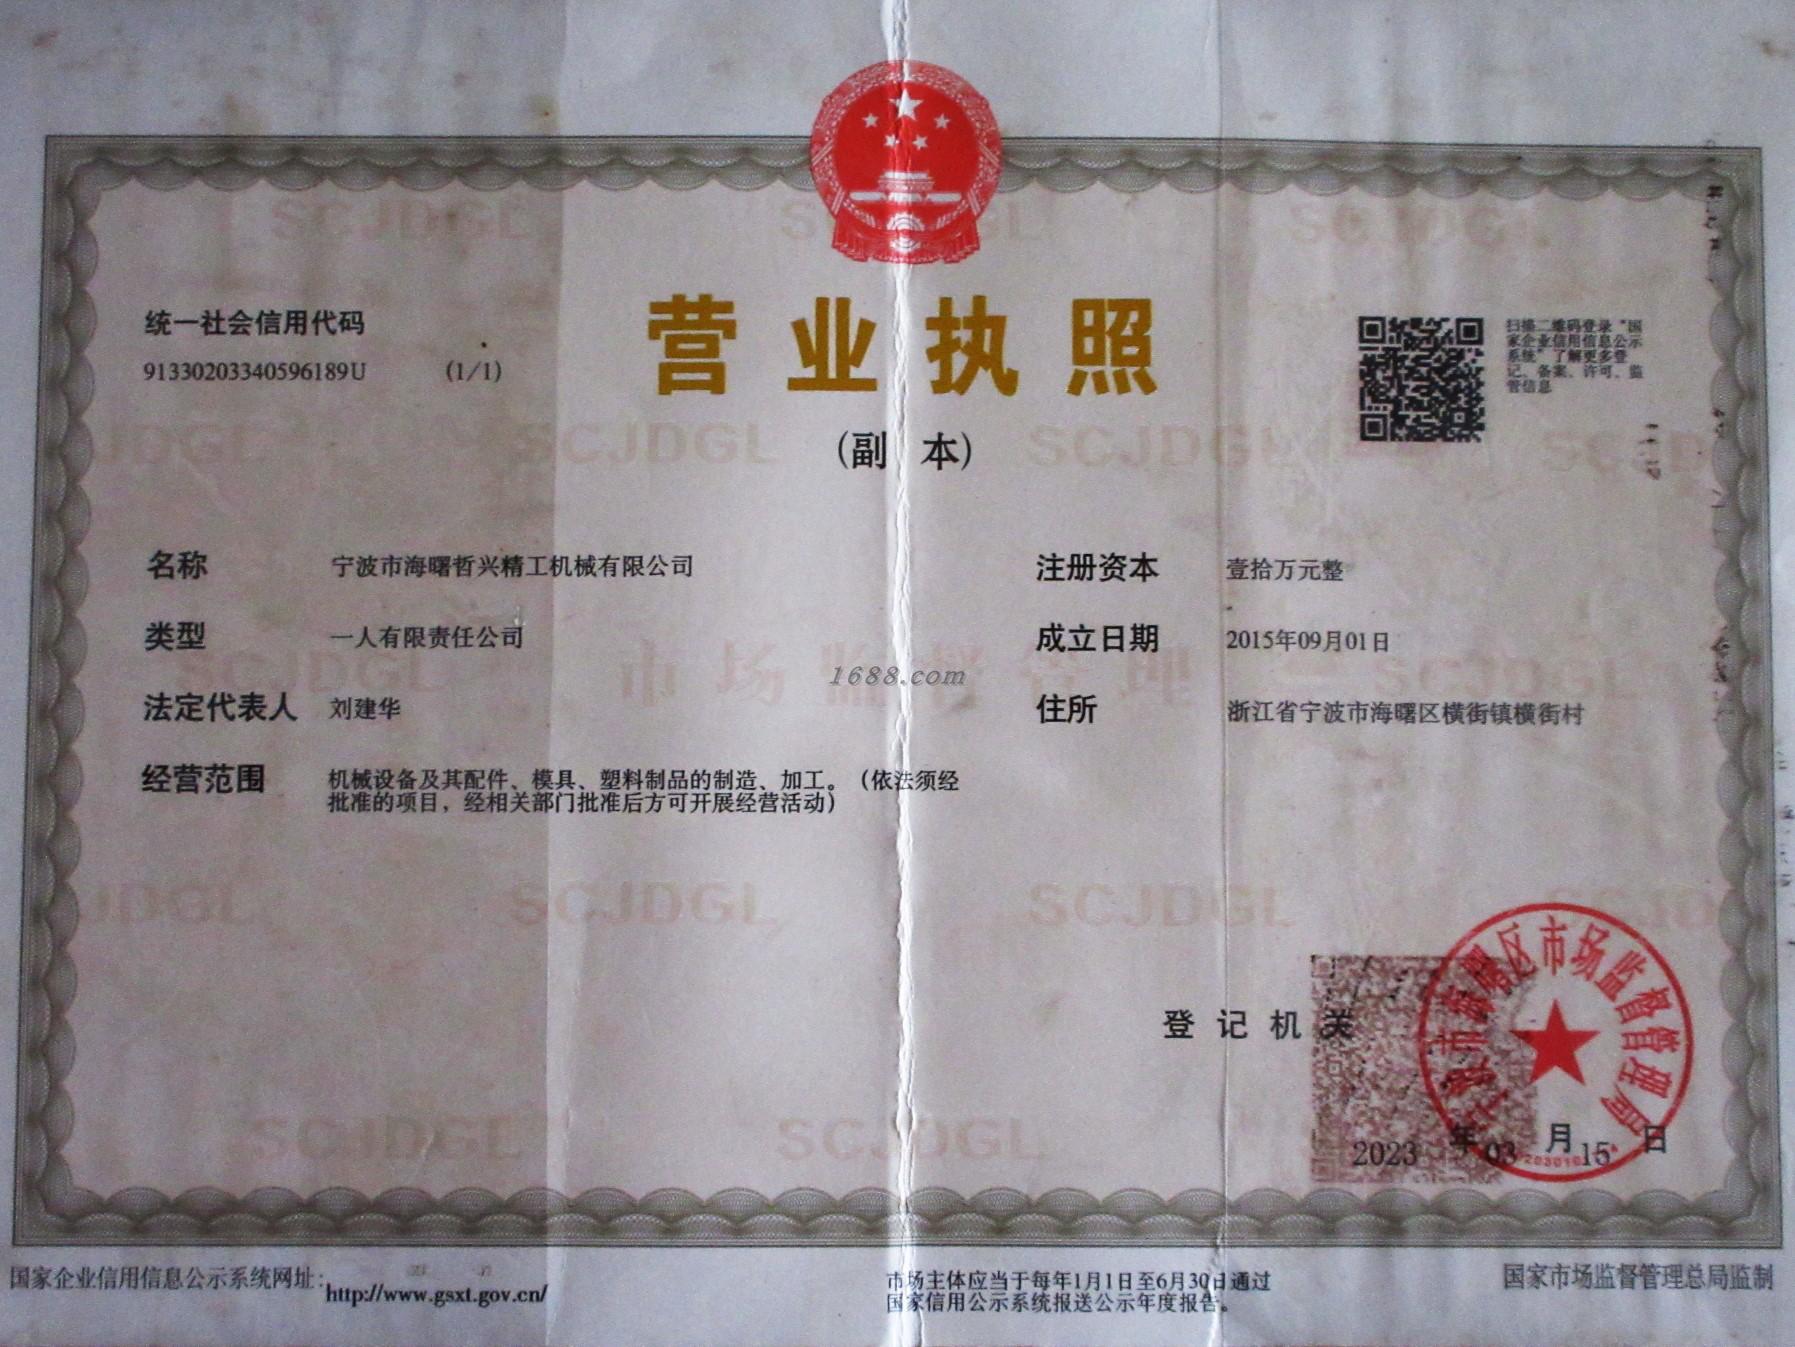 营业执照
(副 本)
统一社会信用代码
91330203340596189U (1/1)
扫描二维码登录“国
家企业信用信息公示
系统”了解更多登
记、备案、许可、监
管信息
名称 宁波市海曙哲兴精工机械有限公司
类型 一人有限责任公司
法定代表人 刘建华
经营范围 机械设备及其配件、模具、塑料制品的制造、加工。（依法须经
批准的项目，经相关部门批准后方可开展经营活动）
注册资本 壹拾万元整
成立日期 2015年09月01日
住所 浙江省宁波市海曙区横街镇横街村
1688.com
SCJDGL
市场监督管理
登记机关
宁波市海曙区市场监督管理局
2023 年 03 月 15 日
国家企业信用信息公示系统网址：http://www.gsxt.gov.cn/
市场主体应当于每年1月1日至6月30日通过
国家信用公示系统报送公示年度报告。
国家市场监督管理总局监制